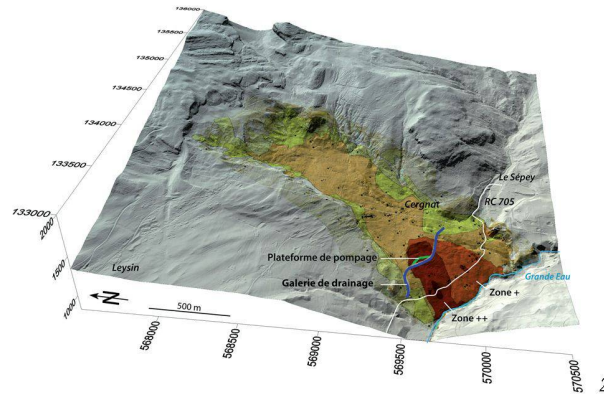 136000
135500
135000
134500
134000
133500
133000
2000
1500
1000
Le Sépey
RC 705
Cergnat
Plateforme de pompage
Galerie de drainage
Grande Eau
Zone +
Zone ++
Leysin
N
500 m
568000
568500
569000
569500
570000
570500
2